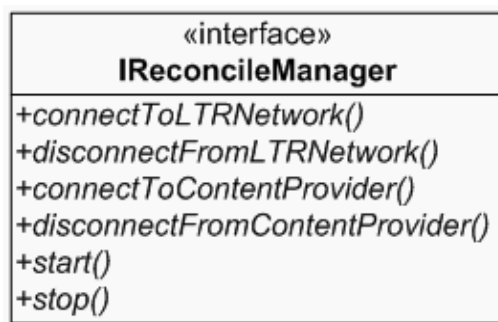 «interface»
IReconcileManager
+connectToLTRNetwork()
+disconnectFromLTRNetwork()
+connectToContentProvider()
+disconnectFromContentProvider()
+start()
+stop()